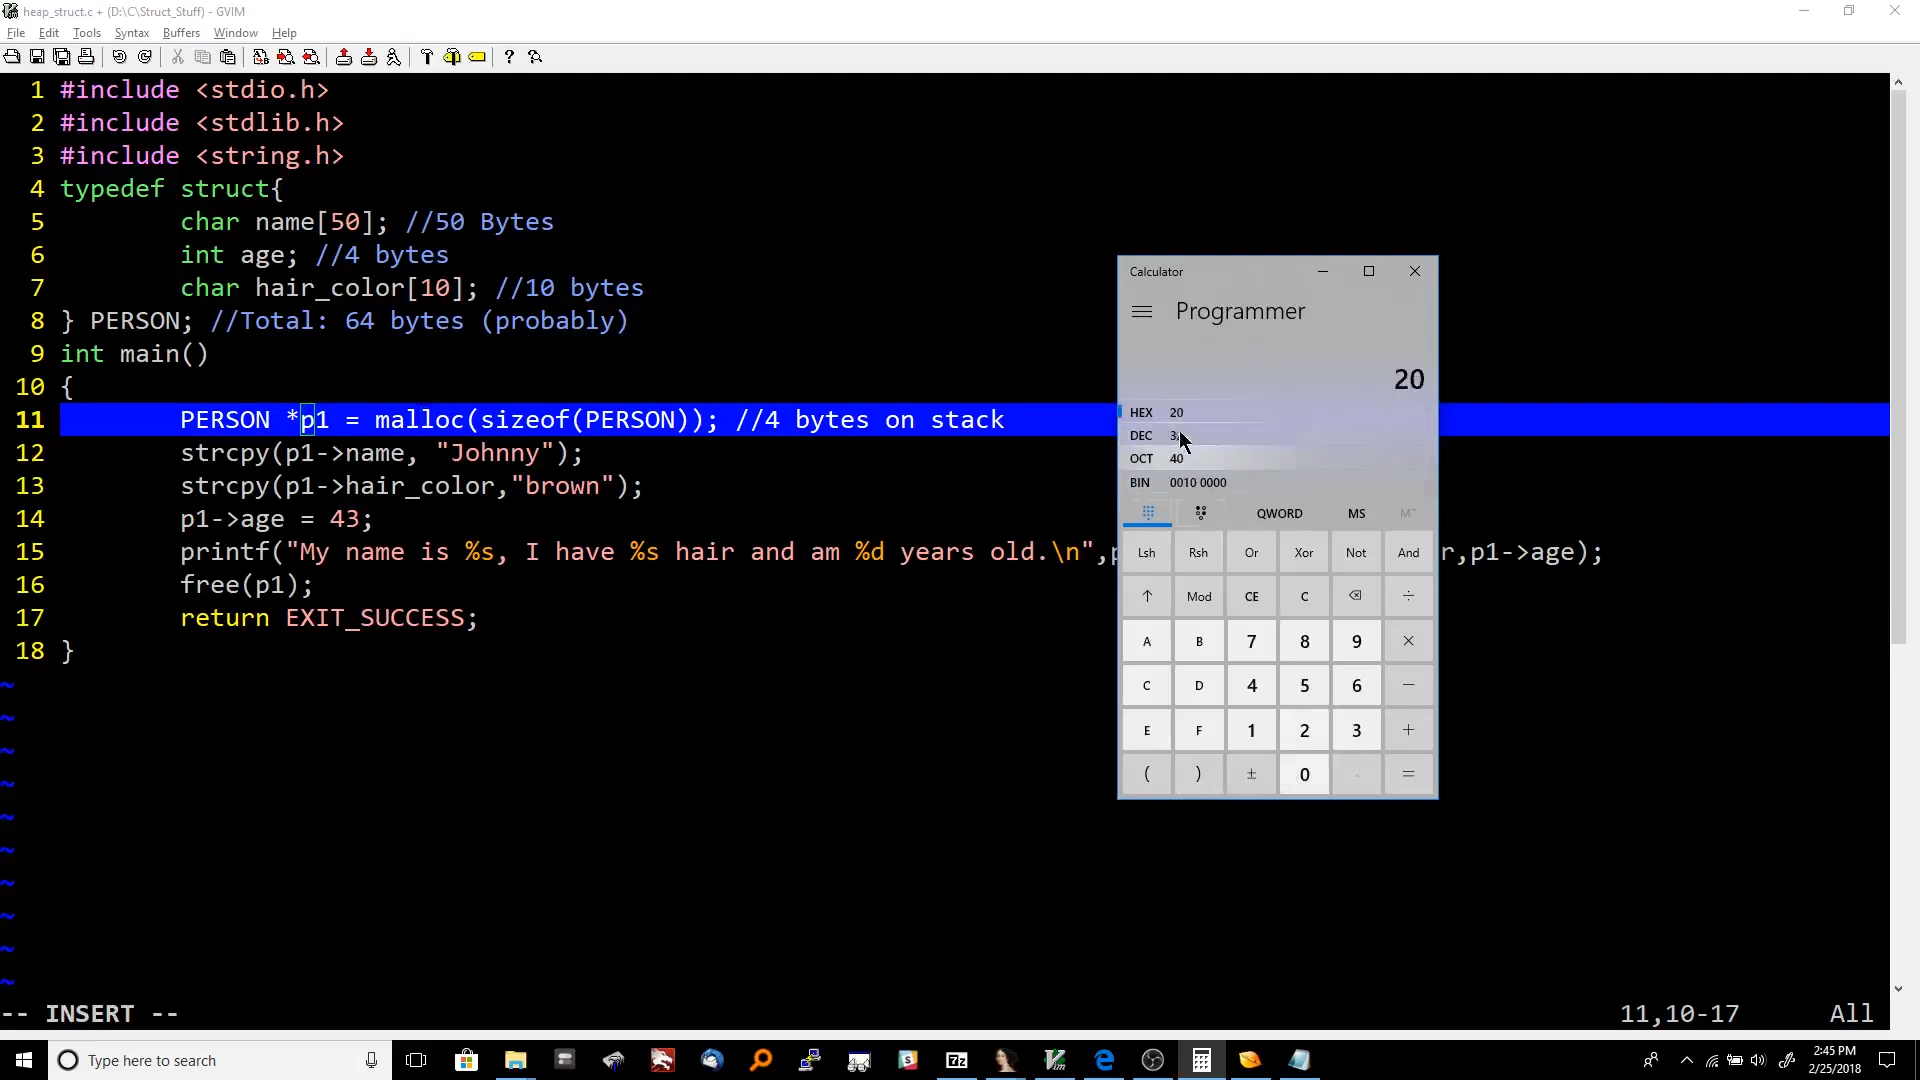 heap_struct.c + (D:\C\Struct_Stuff) - GVIM
File Edit Tools Syntax Buffers Window Help
1 #include <stdio.h>
2 #include <stdlib.h>
3 #include <string.h>
4 typedef struct{
5 char name[50]; //50 Bytes
6 int age; //4 bytes
7 char hair_color[10]; //10 bytes
8 } PERSON; //Total: 64 bytes (probably)
9 int main()
10 {
11 PERSON *p1 = malloc(sizeof(PERSON)); //4 bytes on stack
12 strcpy(p1->name, "Johnny");
13 strcpy(p1->hair_color,"brown");
14 p1->age = 43;
15 printf("My name is %s, I have %s hair and am %d years old.\n",p r,p1->age);
16 free(p1);
17 return EXIT_SUCCESS;
18 }
~
~
~
~
~
~
~
~
~
~
Calculator
Programmer
20
HEX 20
DEC 3
OCT 40
BIN 0010 0000
QWORD MS M˅
Lsh Rsh Or Xor Not And
↑ Mod CE C ÷
A B 7 8 9 ×
C D 4 5 6 −
E F 1 2 3 +
( ) ± 0 . =
-- INSERT -- 11,10-17 All
Type here to search
7z
2:45 PM
2/25/2018